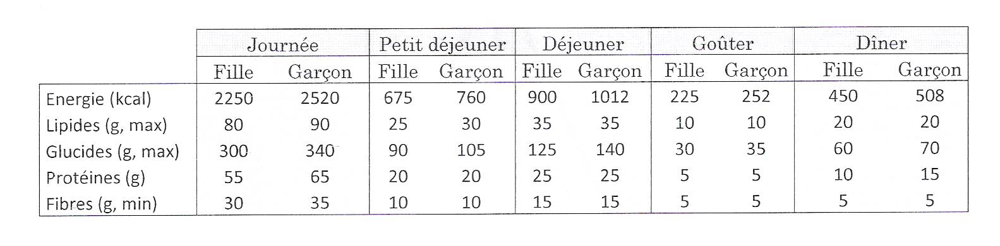 Journée Petit déjeuner Déjeuner Goûter Dîner
Fille Garçon Fille Garçon Fille Garçon Fille Garçon Fille Garçon
Energie (kcal) 2250 2520 675 760 900 1012 225 252 450 508
Lipides (g, max) 80 90 25 30 35 35 10 10 20 20
Glucides (g, max) 300 340 90 105 125 140 30 35 60 70
Protéines (g) 55 65 20 20 25 25 5 5 10 15
Fibres (g, min) 30 35 10 10 15 15 5 5 5 5